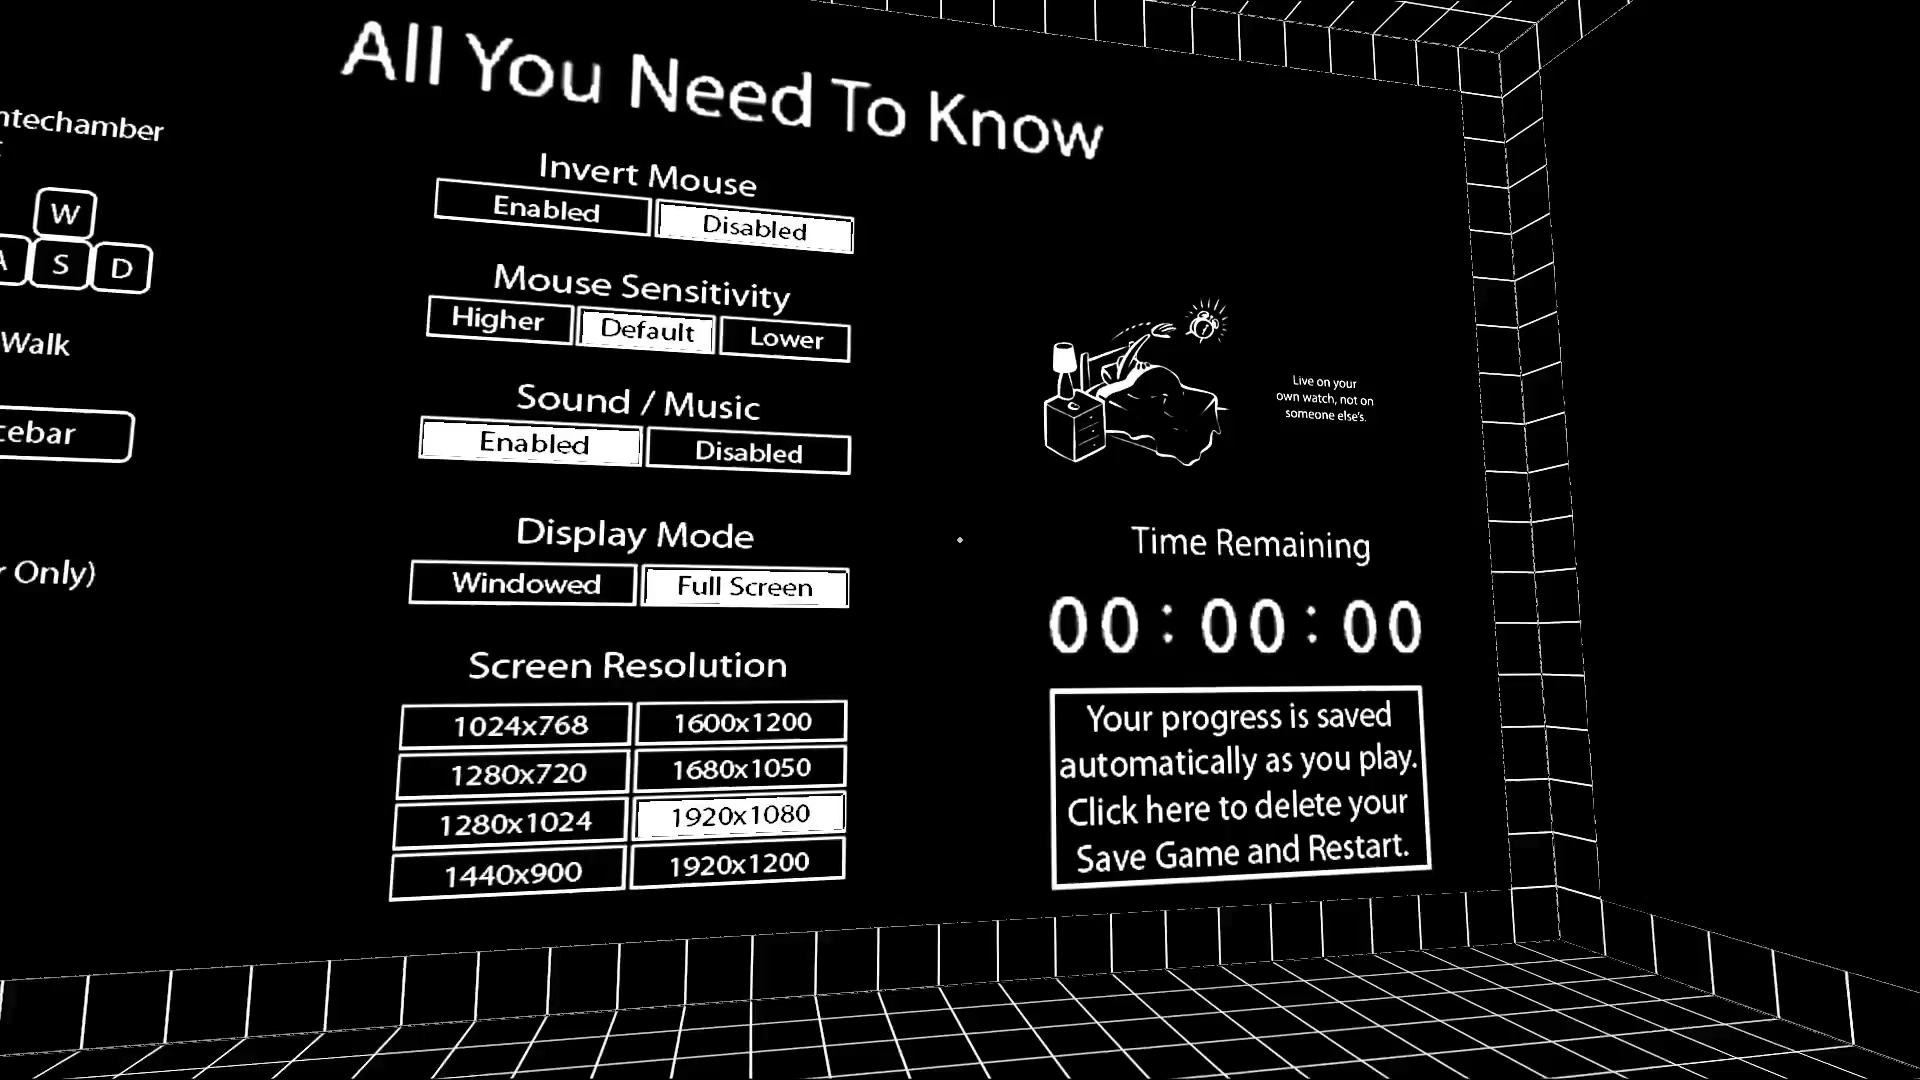 All You Need To Know
ntechamber
W
A S D
Walk
cebar
r Only)
Invert Mouse
Enabled Disabled
Mouse Sensitivity
Higher Default Lower
Sound / Music
Enabled Disabled
Display Mode
Windowed Full Screen
Screen Resolution
1024x768 1600x1200
1280x720 1680x1050
1280x1024 1920x1080
1440x900 1920x1200
Live on your
own watch, not on
someone else's.
Time Remaining
00:00:00
Your progress is saved
automatically as you play.
Click here to delete your
Save Game and Restart.